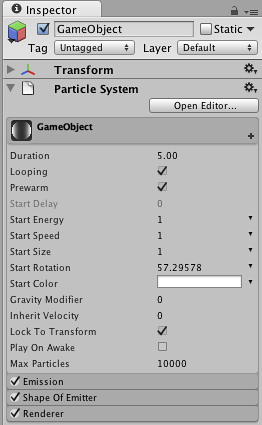 Inspector
GameObject Static
Tag Untagged Layer Default
Transform
Particle System
Open Editor...
GameObject
Duration 5.00
Looping
Prewarm
Start Delay 0
Start Energy 1
Start Speed 1
Start Size 1
Start Rotation 57.29578
Start Color
Gravity Modifier 0
Inherit Velocity 0
Lock To Transform
Play On Awake
Max Particles 10000
Emission
Shape Of Emitter
Renderer